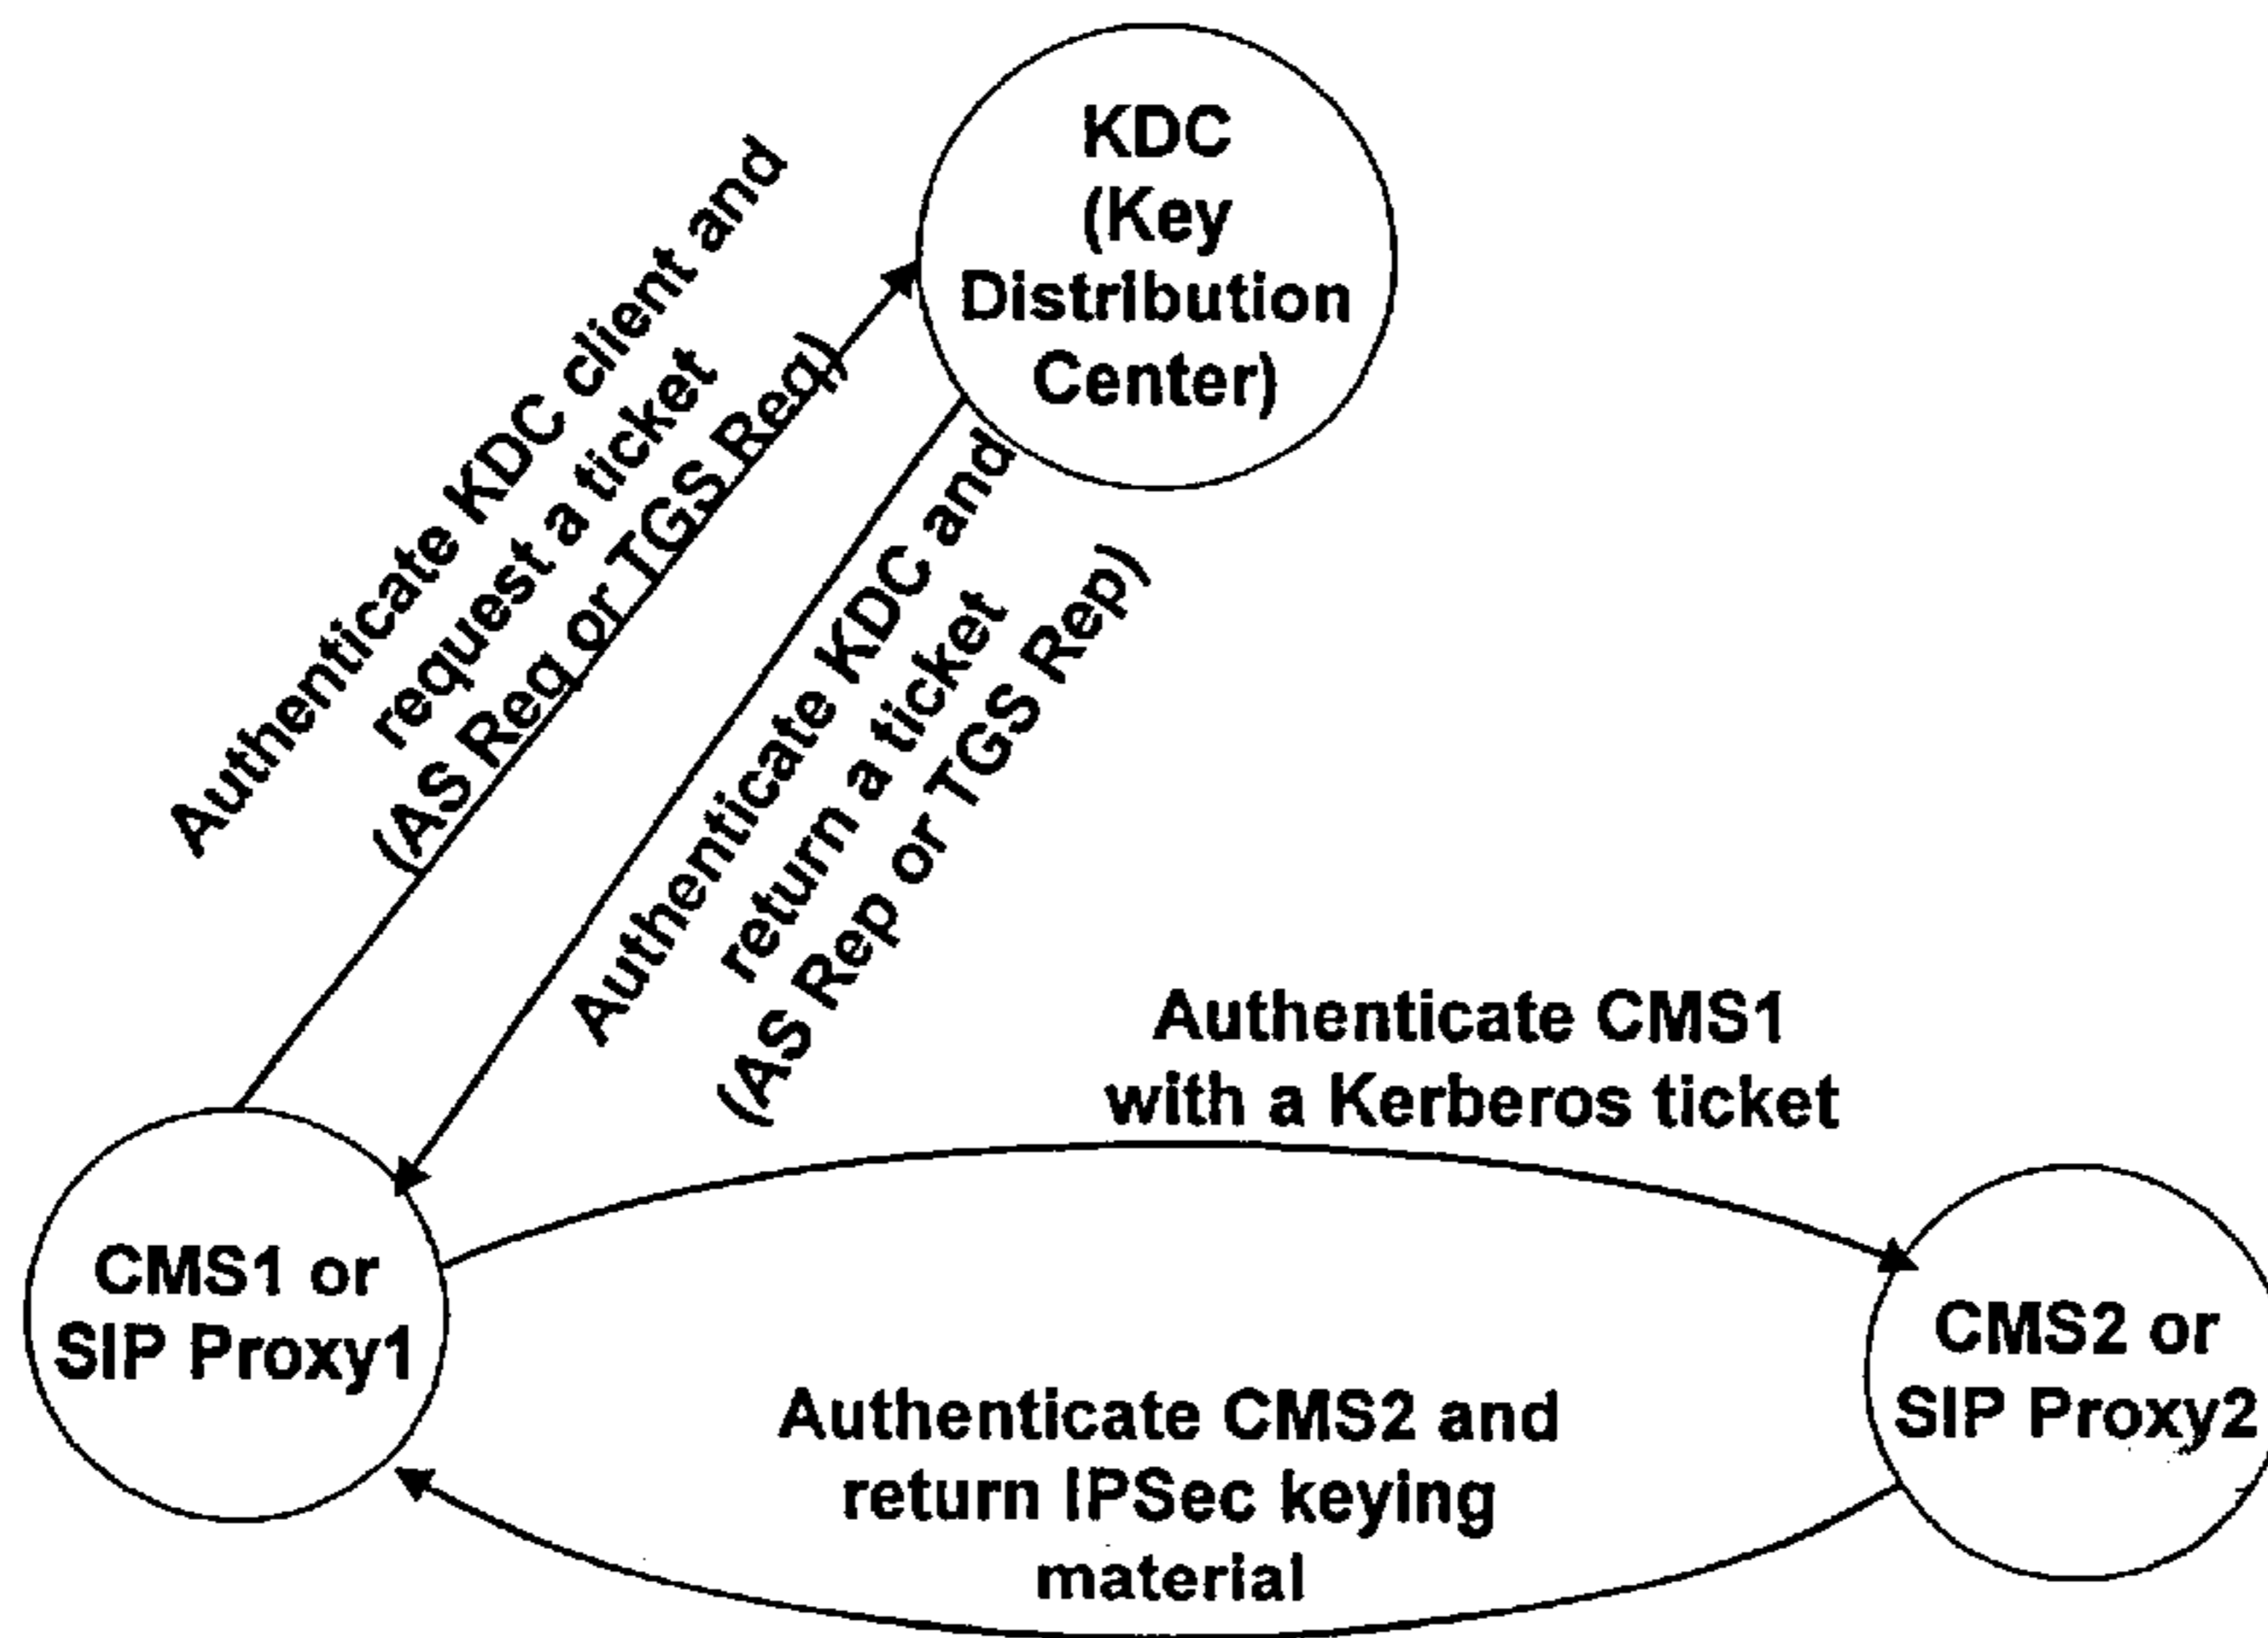 KDC
(Key
Distribution
Center)
Authenticate KDC client and
request a ticket
(AS Req or TGS Req)
Authenticate KDC and
return a ticket
(AS Rep or TGS Rep)
Authenticate CMS1
with a Kerberos ticket
CMS1 or
SIP Proxy1
CMS2 or
SIP Proxy2
Authenticate CMS2 and
return IPSec keying
material